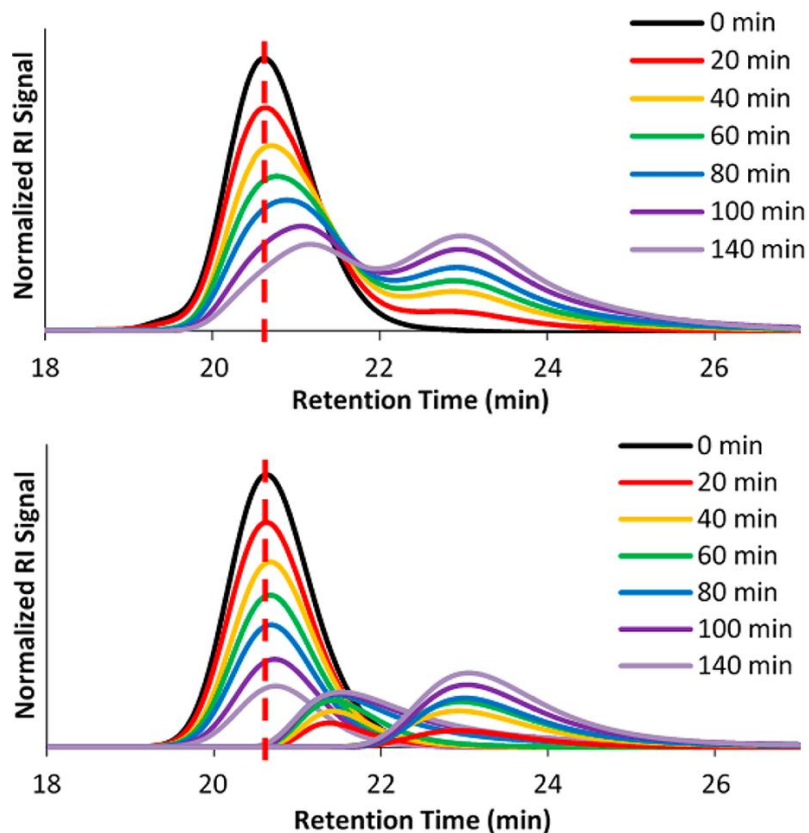 Normalized RI Signal
0 min
20 min
40 min
60 min
80 min
100 min
140 min
18 20 22 24 26
Retention Time (min)
Normalized RI Signal
0 min
20 min
40 min
60 min
80 min
100 min
140 min
18 20 22 24 26
Retention Time (min)